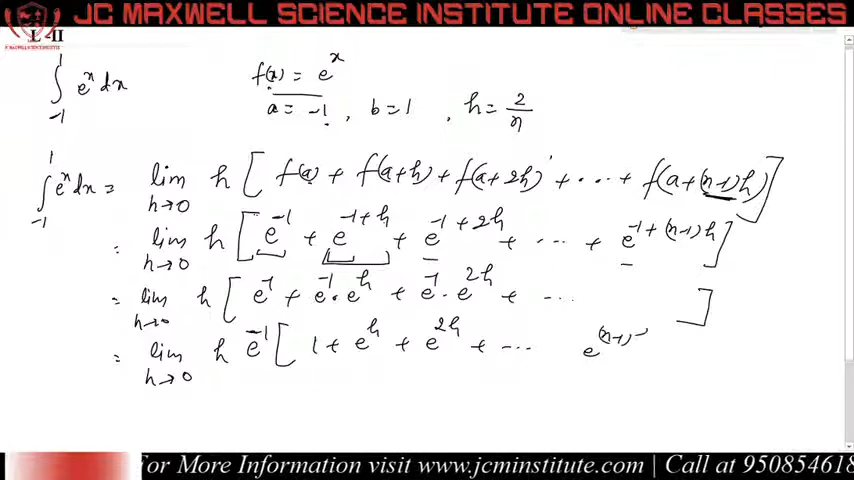 JC MAXWELL SCIENCE INSTITUTE ONLINE CLASSES
L-II
∫_{-1}^{1} e^x dx f(x) = e^x
a = -1, b = 1, h = 2/n
∫_{-1}^{1} e^x dx = lim_{h→0} h [ f(a) + f(a+h) + f(a+2h) + ... + f(a+(n-1)h) ]
= lim_{h→0} h [ e^{-1} + e^{-1+h} + e^{-1+2h} + ... + e^{-1+(n-1)h} ]
= lim_{h→0} h [ e^{-1} + e^{-1}.e^h + e^{-1}.e^{2h} + ... ]
= lim_{h→0} h e^{-1} [ 1 + e^h + e^{2h} + ... e^{(n-1)
For More Information visit www.jcminstitute.com | Call at 950854618